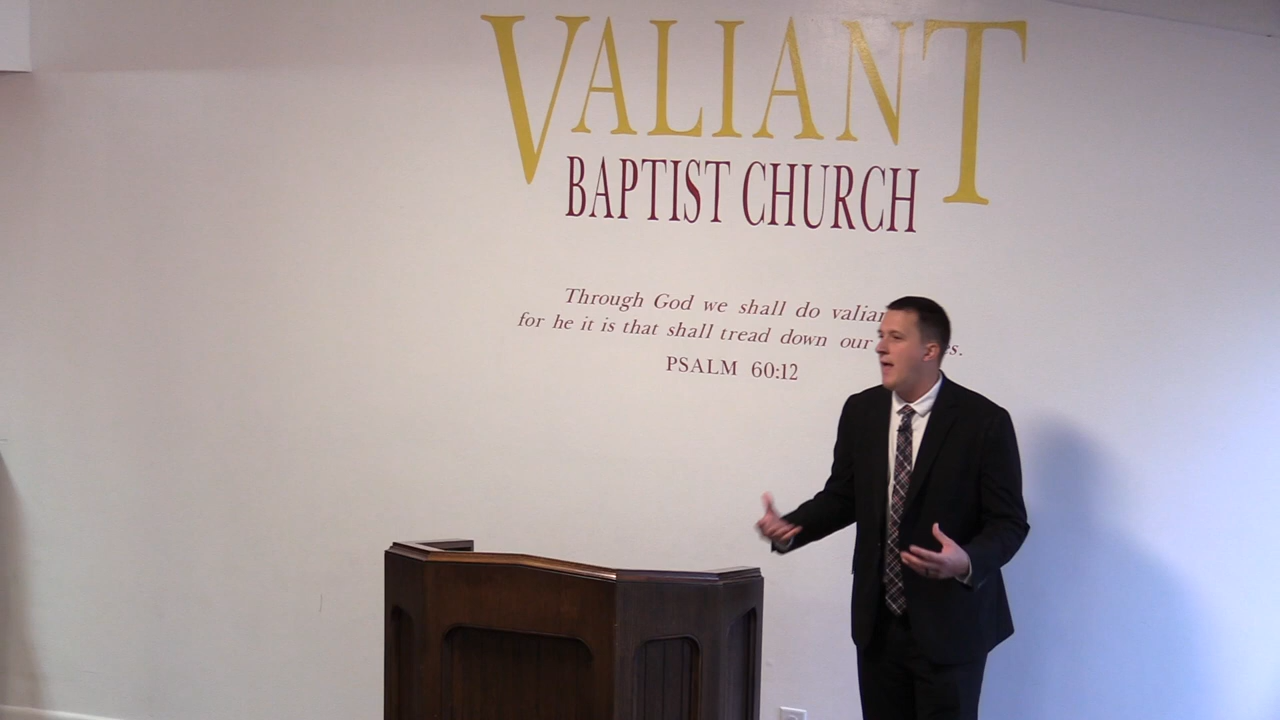 VALIANT
BAPTIST CHURCH
Through God we shall do
for he it is that shall tread down our
PSALM 60:12